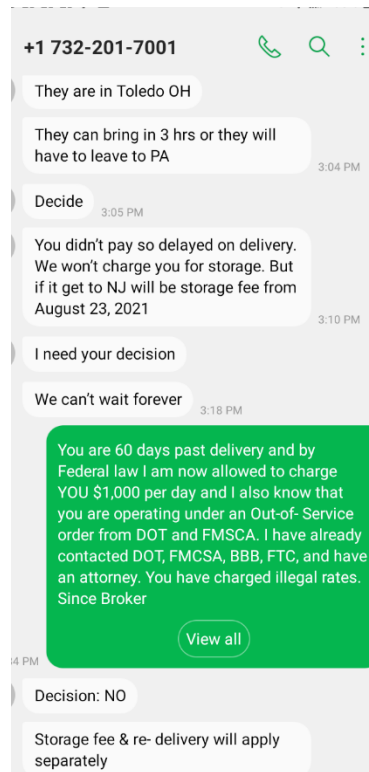 +1 732-201-7001
They are in Toledo OH
They can bring in 3 hrs or they will
have to leave to PA
3:04 PM
Decide
3:05 PM
You didn't pay so delayed on delivery.
We won't charge you for storage. But
if it get to NJ will be storage fee from
August 23, 2021
3:10 PM
I need your decision
We can't wait forever
3:18 PM
You are 60 days past delivery and by
Federal law I am now allowed to charge
YOU $1,000 per day and I also know that
you are operating under an Out-of- Service
order from DOT and FMSCA. I have already
contacted DOT, FMCSA, BBB, FTC, and have
an attorney. You have charged illegal rates.
Since Broker
View all
4 PM
Decision: NO
Storage fee & re- delivery will apply
separately